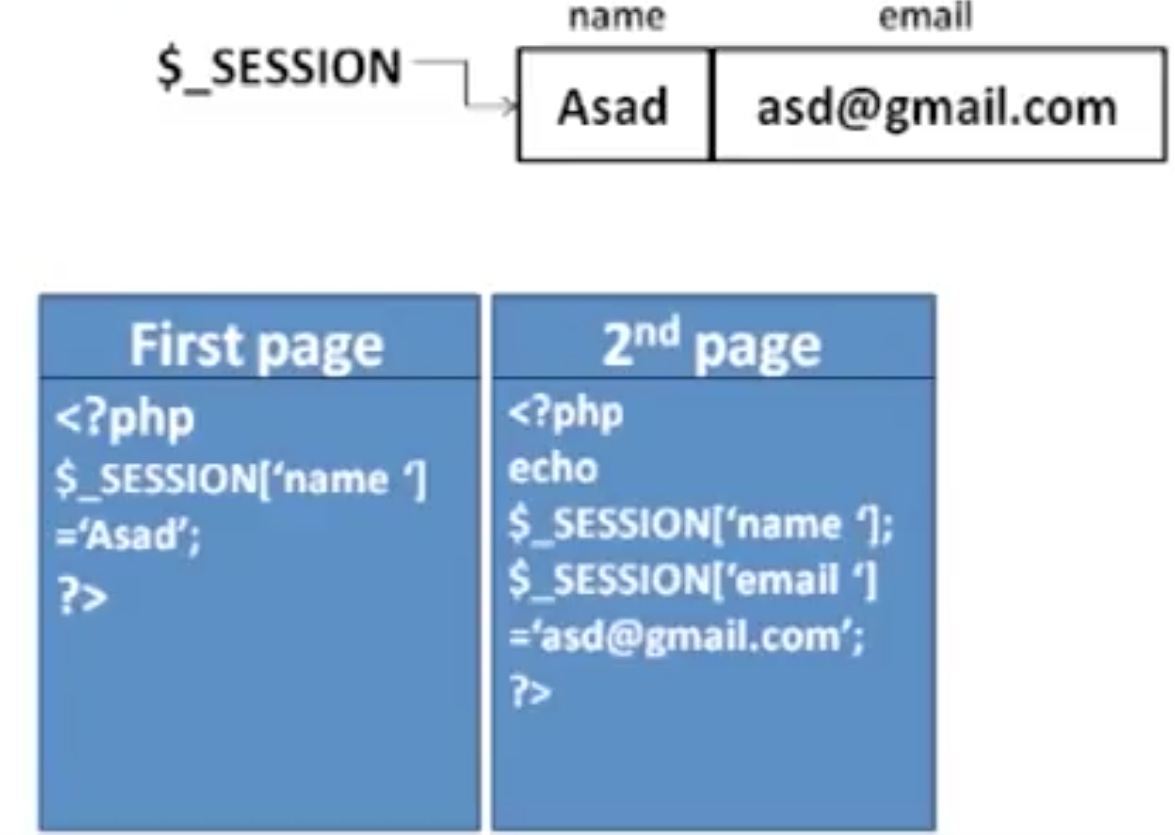 name email
$_SESSION Asad asd@gmail.com
First page
<?php
$_SESSION[‘name ‘]
=‘Asad’;
?>
2nd page
<?php
echo
$_SESSION[‘name ‘];
$_SESSION[‘email ‘]
=‘asd@gmail.com’;
?>